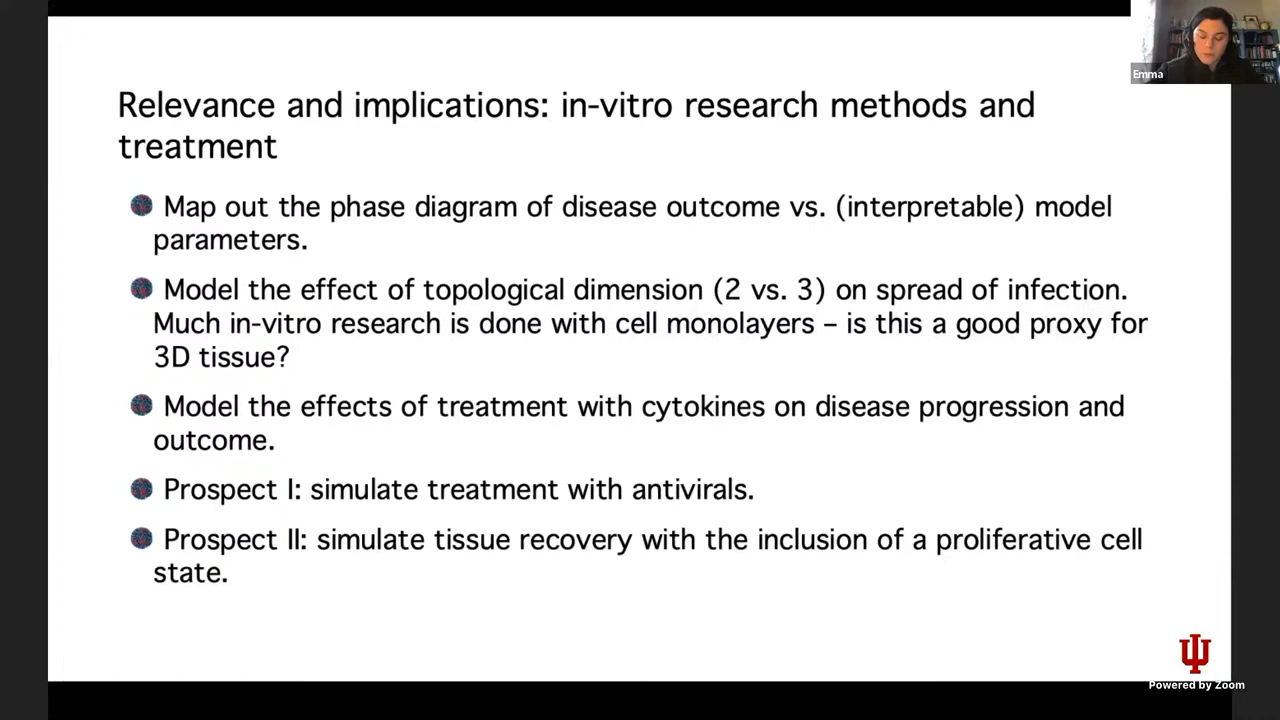 Emma
Relevance and implications: in-vitro research methods and
treatment
Map out the phase diagram of disease outcome vs. (interpretable) model
parameters.
Model the effect of topological dimension (2 vs. 3) on spread of infection.
Much in-vitro research is done with cell monolayers – is this a good proxy for
3D tissue?
Model the effects of treatment with cytokines on disease progression and
outcome.
Prospect I: simulate treatment with antivirals.
Prospect II: simulate tissue recovery with the inclusion of a proliferative cell
state.
Powered by Zoom